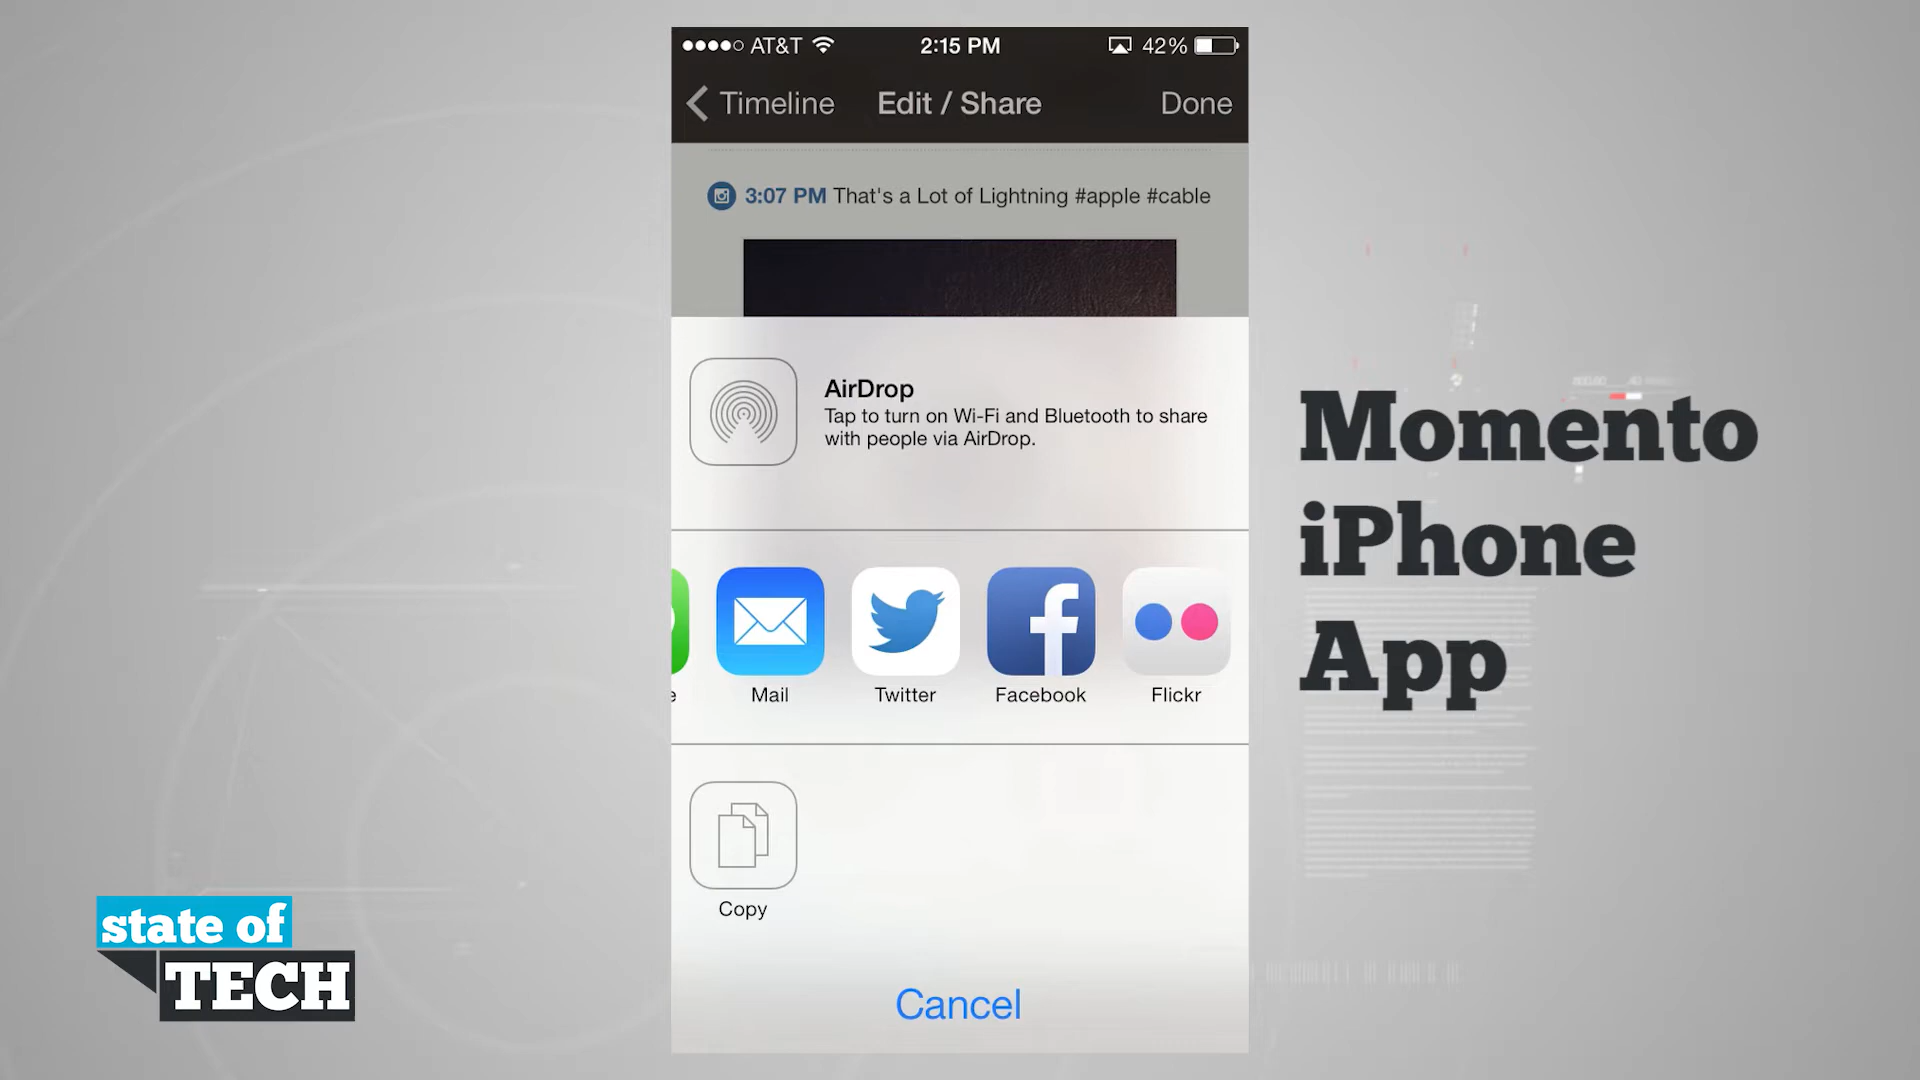 AT&T 2:15 PM 42%
Timeline Edit / Share Done
3:07 PM That's a Lot of Lightning #apple #cable
AirDrop
Tap to turn on Wi-Fi and Bluetooth to share
with people via AirDrop.
e Mail Twitter Facebook Flickr
Copy
Cancel
Momento
iPhone
App
state of
TECH